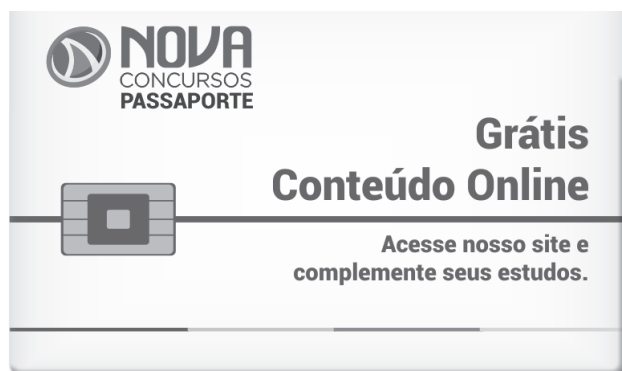 NOVA
CONCURSOS
PASSAPORTE
Grátis
Conteúdo Online
Acesse nosso site e
complemente seus estudos.